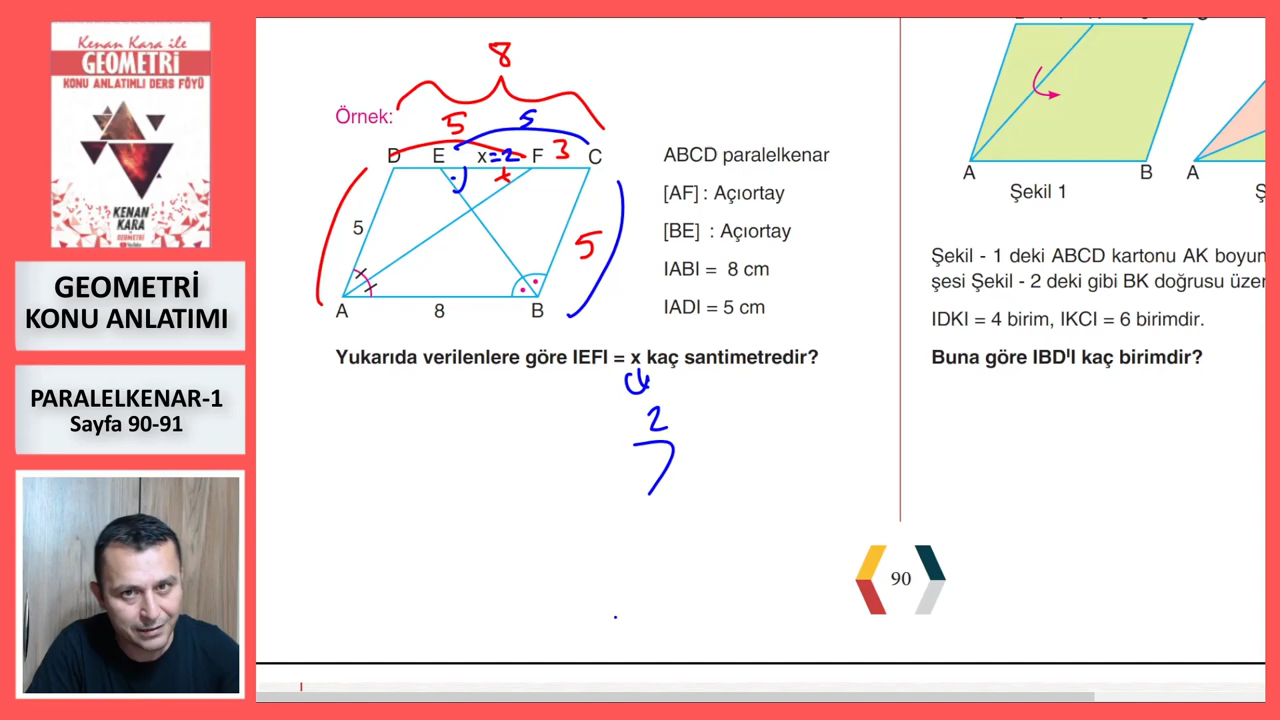 Kenan Kara ile
GEOMETRİ
KONU ANLATIMLI DERS FÖYÜ
KENAN
KARA
GEOMETRİ
KONU ANLATIMI
PARALELKENAR-1
Sayfa 90-91
8
Örnek:
5
5
D E x=2 F 3 C
x
5
5
A 8 B
ABCD paralelkenar
[AF] : Açıortay
[BE] : Açıortay
IABI = 8 cm
IADI = 5 cm
Yukarıda verilenlere göre IEFI = x kaç santimetredir?
2
A B A
Şekil 1
Ş
Şekil - 1 deki ABCD kartonu AK boyun
şesi Şekil - 2 deki gibi BK doğrusu üzer
IDKI = 4 birim, IKCI = 6 birimdir.
Buna göre IBD'I kaç birimdir?
90